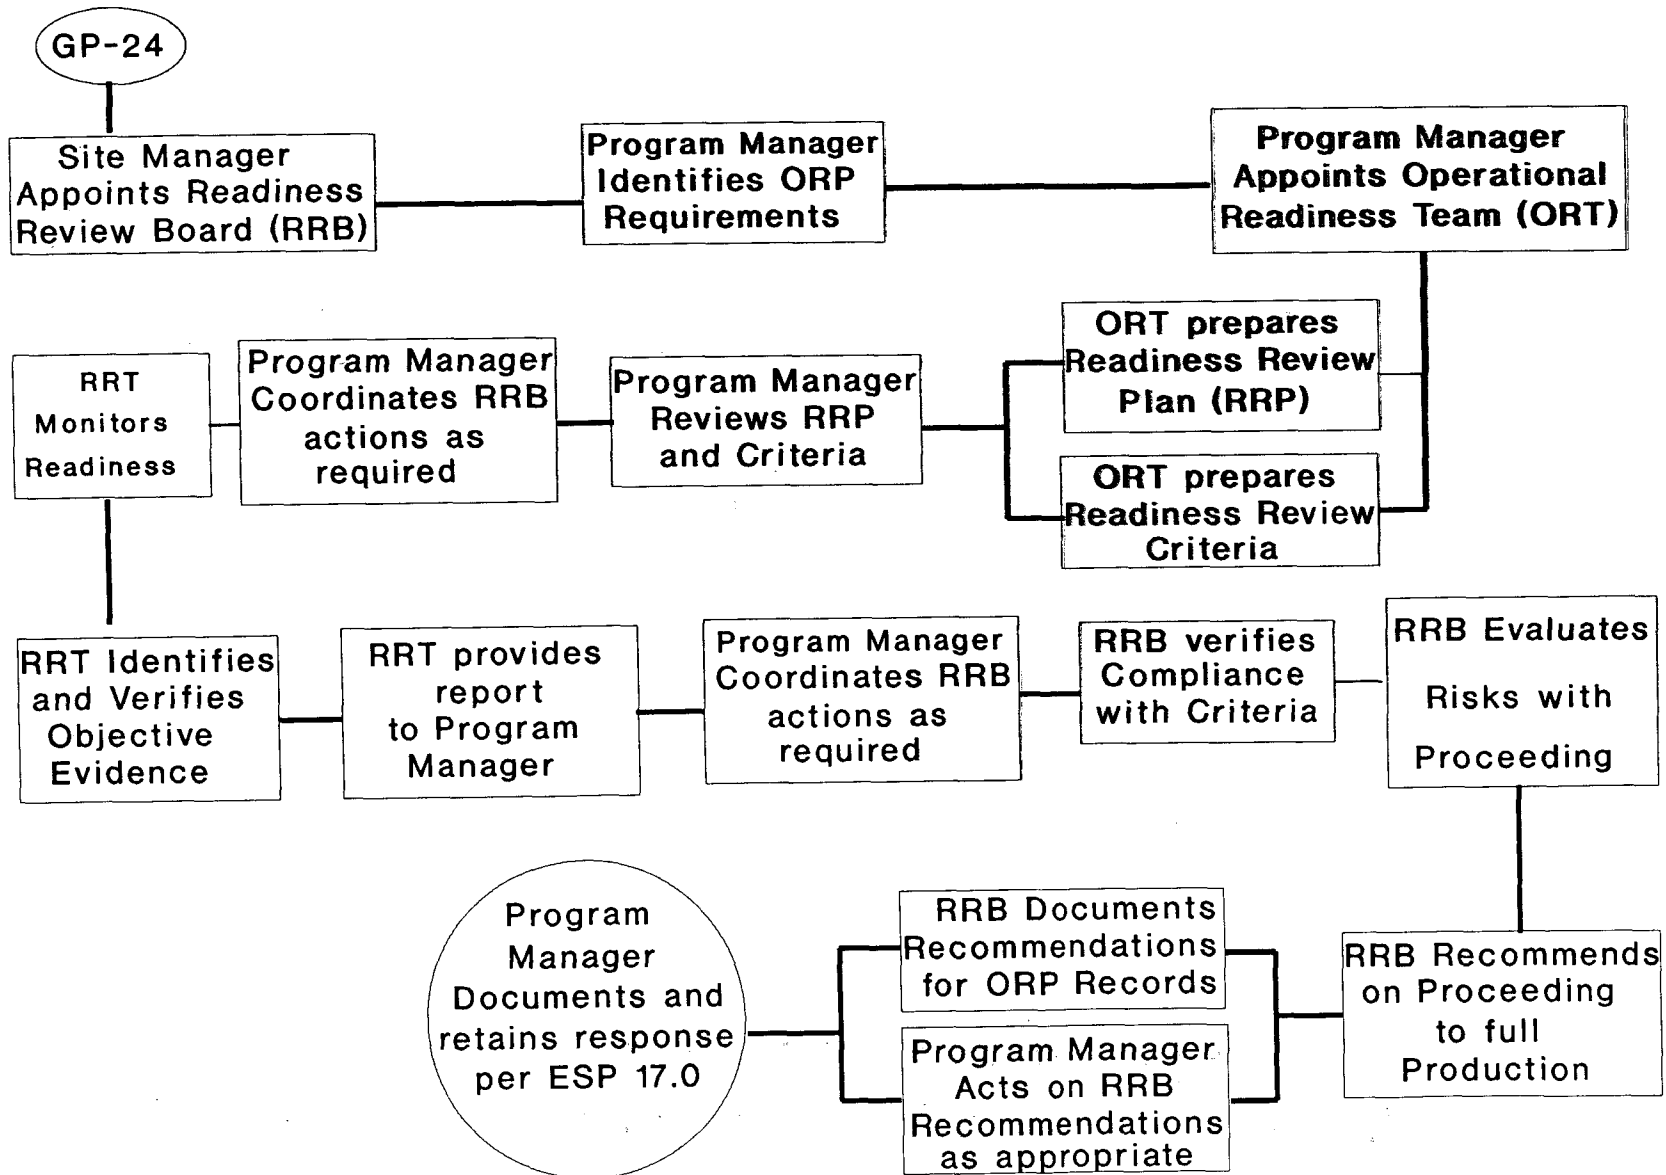 GP-24
Site Manager
Appoints Readiness
Review Board (RRB)
Program Manager
Identifies ORP
Requirements
Program Manager
Appoints Operational
Readiness Team (ORT)
ORT prepares
Readiness Review
Plan (RRP)
ORT prepares
Readiness Review
Criteria
Program Manager
Reviews RRP
and Criteria
Program Manager
Coordinates RRB
actions as
required
RRT
Monitors
Readiness
RRT Identifies
and Verifies
Objective
Evidence
RRT provides
report
to Program
Manager
Program Manager
Coordinates RRB
actions as
required
RRB verifies
Compliance
with Criteria
RRB Evaluates
Risks with
Proceeding
RRB Recommends
on Proceeding
to full
Production
RRB Documents
Recommendations
for ORP Records
Program Manager
Acts on RRB
Recommendations
as appropriate
Program
Manager
Documents and
retains response
per ESP 17.0